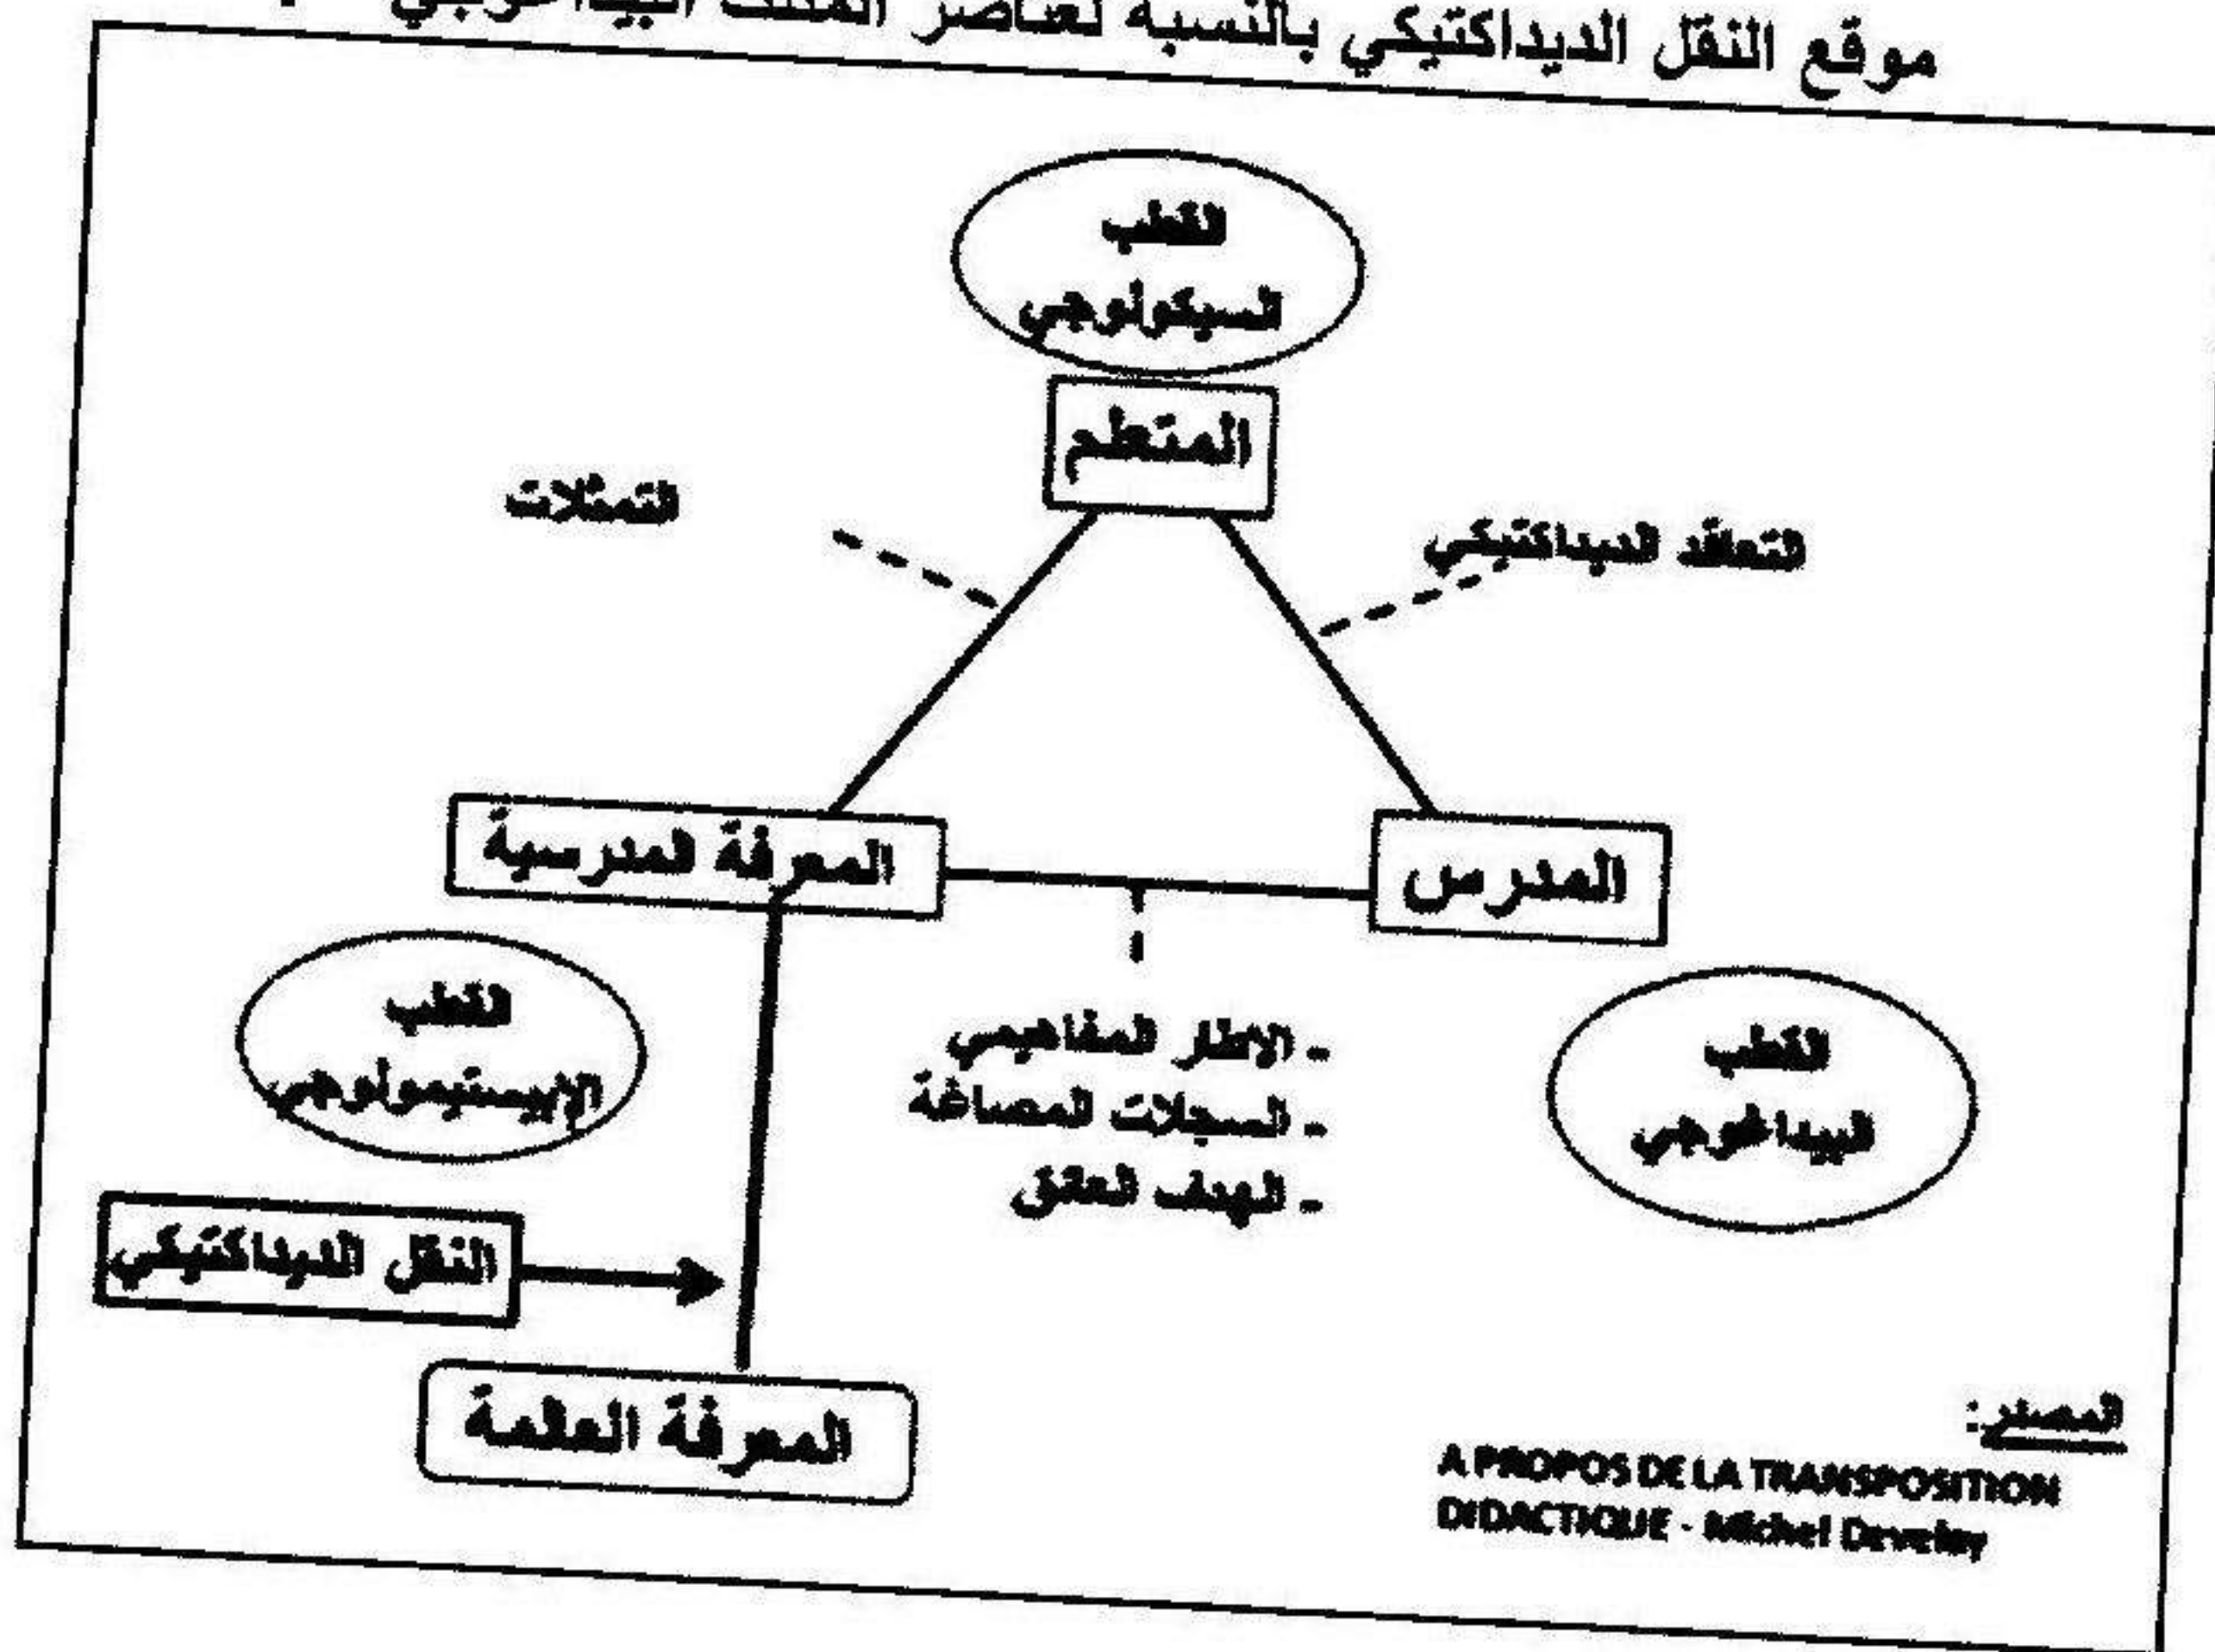 موقع النقل الديداكتيكي بالنسبة لعناصر المثلث البيداغوجي
القطب
السيكولوجي
المتعلم
التمثلات
التعاقد الديداكتيكي
المعرفة المدرسية
المدرس
القطب
الإبيستيمولوجي
- الإطار المفاهيمي
- السجلات المصاغة
- الهدف العائق
القطب
البيداغوجي
النقل الديداكتيكي
المعرفة العالمة
المصدر:
A PROPOS DE LA TRANSPOSITION
DIDACTIQUE - Michel Develay